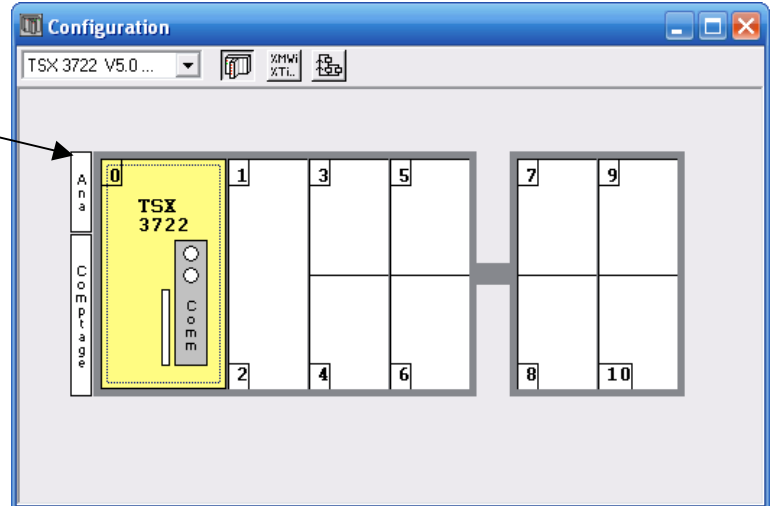 Configuration
TSX 3722 V5.0 ...
XMWi
XTi..
Ana
0
1
3
5
7
9
TSX
3722
Comptage
Comm
2
4
6
8
10